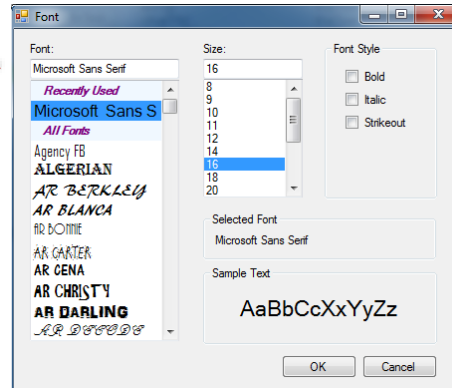 Font
Font:
Microsoft Sans Serif
Recently Used
Microsoft Sans S
All Fonts
Agency FB
ALGERIAN
AR BERKLEY
AR BLANCA
AR BONNIE
AR CARTER
AR CENA
AR CHRISTY
AR DARLING
AR DECODE
Size:
16
8
9
10
11
12
14
16
18
20
Font Style
Bold
Italic
Strikeout
Selected Font
Microsoft Sans Serif
Sample Text
AaBbCcXxYyZz
OK
Cancel